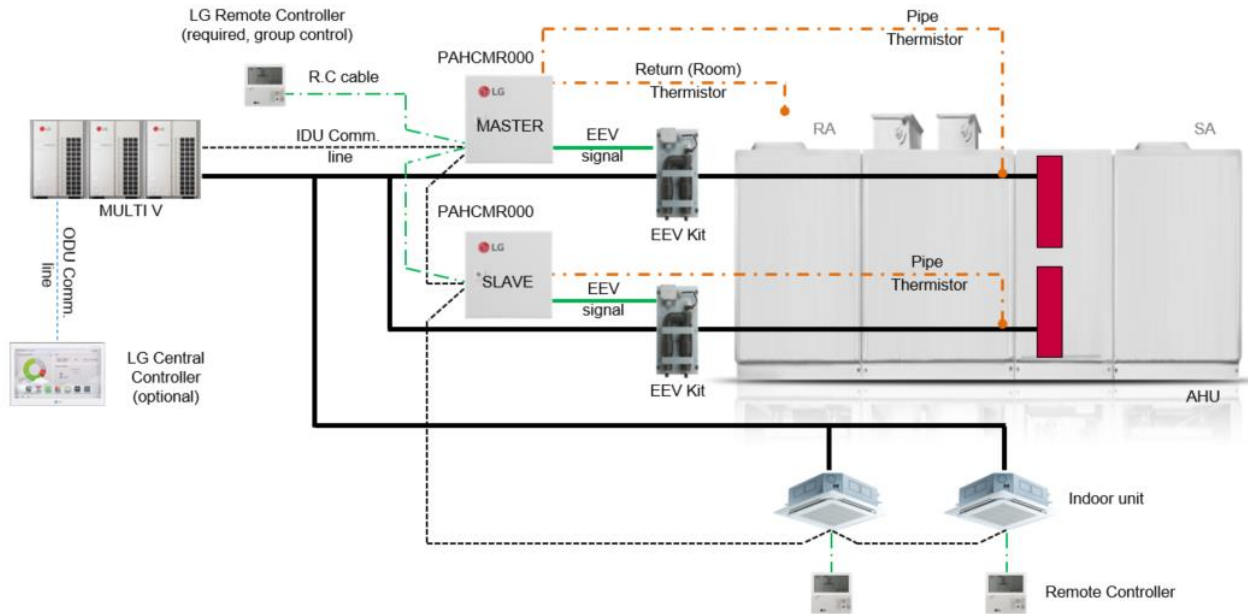 LG Remote Controller
(required, group control)
R.C cable
PAHCMR000
LG
MASTER
Pipe
Thermistor
Return (Room)
Thermistor
IDU Comm.
line
EEV
signal
RA
SA
MULTI V
EEV Kit
PAHCMR000
LG
SLAVE
Pipe
Thermistor
EEV
signal
ODU Comm.
line
LG Central
Controller
(optional)
EEV Kit
AHU
Indoor unit
Remote Controller